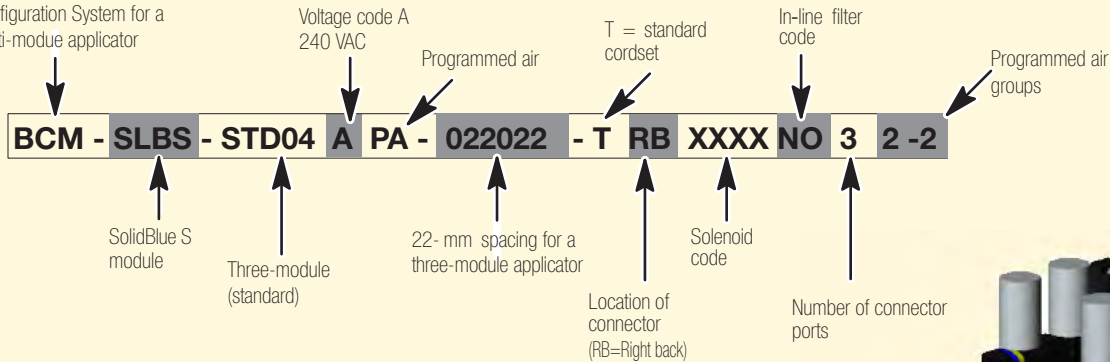 figuration System for a
ti-modue applicator
Voltage code A
240 VAC
Programmed air
T = standard
cordset
In-line filter
code
Programmed air
groups
BCM - SLBS - STD04 A PA - 022022 - T RB XXXX NO 3 2 -2
SolidBlue S
module
Three-module
(standard)
22- mm spacing for a
three-module applicator
Location of
connector
(RB=Right back)
Solenoid
code
Number of connector
ports